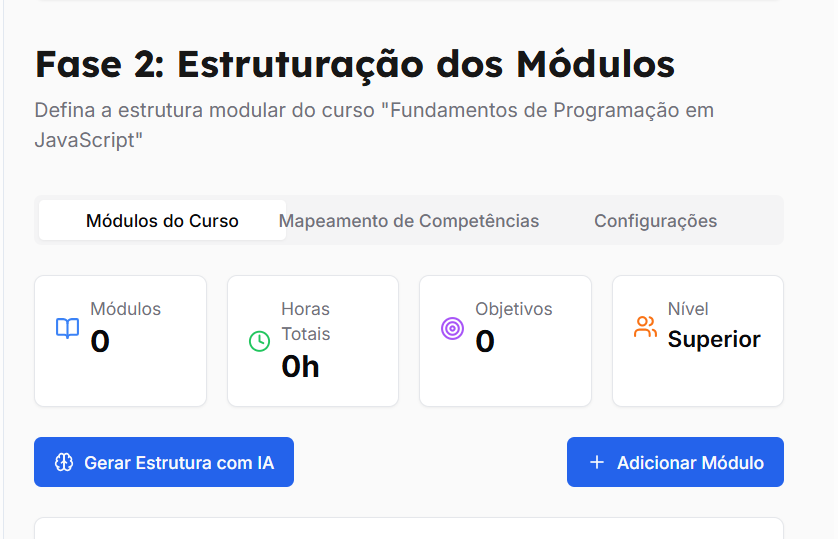 Fase 2: Estruturação dos Módulos
Defina a estrutura modular do curso "Fundamentos de Programação em
JavaScript"
Módulos do Curso
Mapeamento de Competências
Configurações
Módulos
0
Horas
Totais
0h
Objetivos
0
Nível
Superior
Gerar Estrutura com IA
Adicionar Módulo